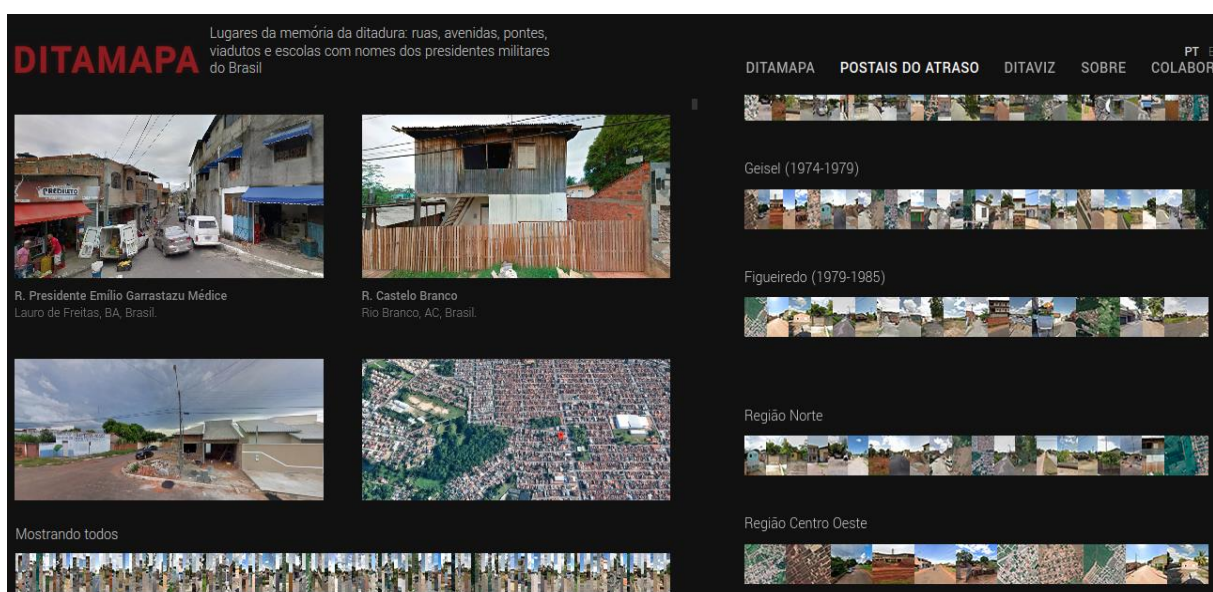 DITAMAPA
Lugares da memória da ditadura: ruas, avenidas, pontes,
viadutos e escolas com nomes dos presidentes militares
do Brasil
PT
DITAMAPA
POSTAIS DO ATRASO
DITAVIZ
SOBRE
COLABOR
R. Presidente Emílio Garrastazu Médice
Lauro de Freitas, BA, Brasil.
R. Castelo Branco
Rio Branco, AC, Brasil.
Mostrando todos
Geisel (1974-1979)
Figueiredo (1979-1985)
Região Norte
Região Centro Oeste